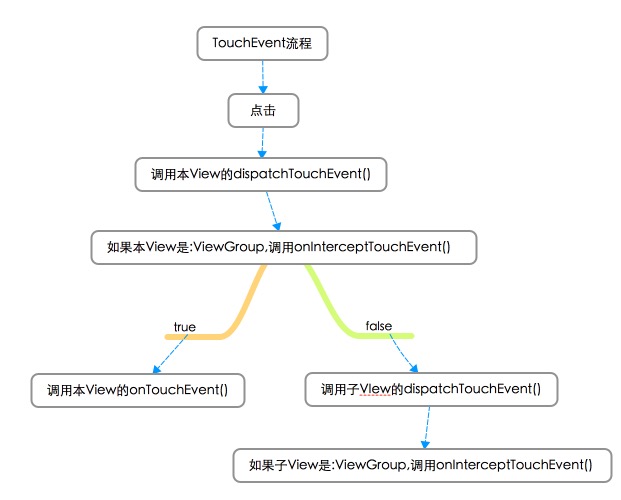 TouchEvent流程
点击
调用本View的dispatchTouchEvent()
如果本View是:ViewGroup,调用onInterceptTouchEvent()
true
false
调用本View的onTouchEvent()
调用子VIew的dispatchTouchEvent()
如果子View是:ViewGroup,调用onInterceptTouchEvent()